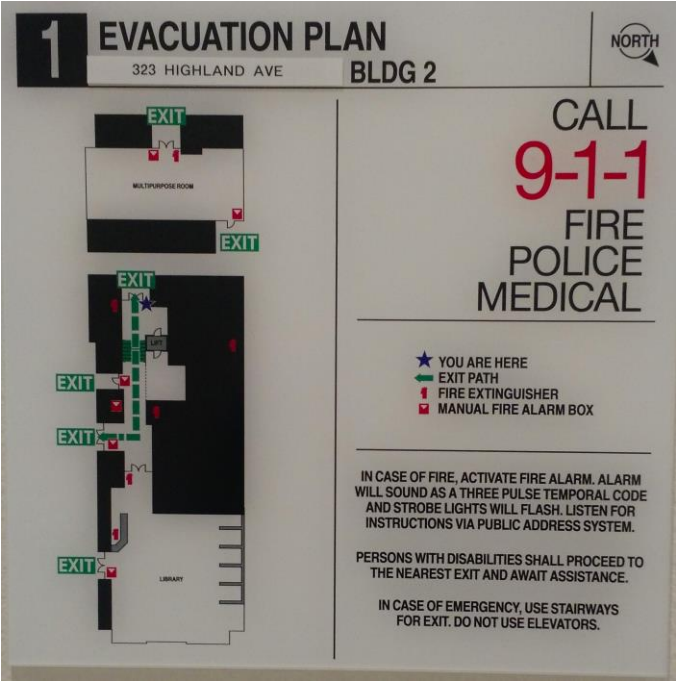 1
EVACUATION PLAN
323 HIGHLAND AVE
BLDG 2
NORTH
EXIT
MULTIPURPOSE ROOM
EXIT
EXIT
LIFT
EXIT
EXIT
EXIT
LIBRARY
CALL
9-1-1
FIRE
POLICE
MEDICAL
YOU ARE HERE
EXIT PATH
FIRE EXTINGUISHER
MANUAL FIRE ALARM BOX
IN CASE OF FIRE, ACTIVATE FIRE ALARM. ALARM
WILL SOUND AS A THREE PULSE TEMPORAL CODE
AND STROBE LIGHTS WILL FLASH. LISTEN FOR
INSTRUCTIONS VIA PUBLIC ADDRESS SYSTEM.
PERSONS WITH DISABILITIES SHALL PROCEED TO
THE NEAREST EXIT AND AWAIT ASSISTANCE.
IN CASE OF EMERGENCY, USE STAIRWAYS
FOR EXIT. DO NOT USE ELEVATORS.